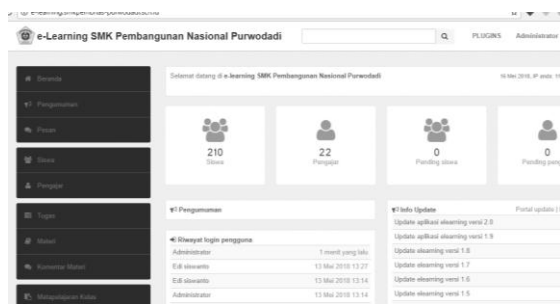 e-Learning SMK Pembangunan Nasional Purwodadi
PLUGINS Administrator
Selamat datang di e-learning SMK Pembangunan Nasional Purwodadi
Beranda
Pengumuman
Pesan
Siswa
Pengajar
Tugas
Materi
Komentar Materi
Matapelajaran Kelas
210
Siswa
22
Pengajar
0
Pending siswa
0
Pending
Pengumuman
Riwayat login pengguna
Administrator 1 menit yang lalu
Edi siswanto 13 Mei 2018 13:27
Edi siswanto 13 Mei 2018 13:14
Administrator 13 Mei 2018 13:14
Info Update
Portal update |
Update aplikasi elearning versi 2.0
Update aplikasi elearning versi 1.9
Update elearning versi 1.8
Update elearning versi 1.7
Update elearning versi 1.6
Update elearning versi 1.5